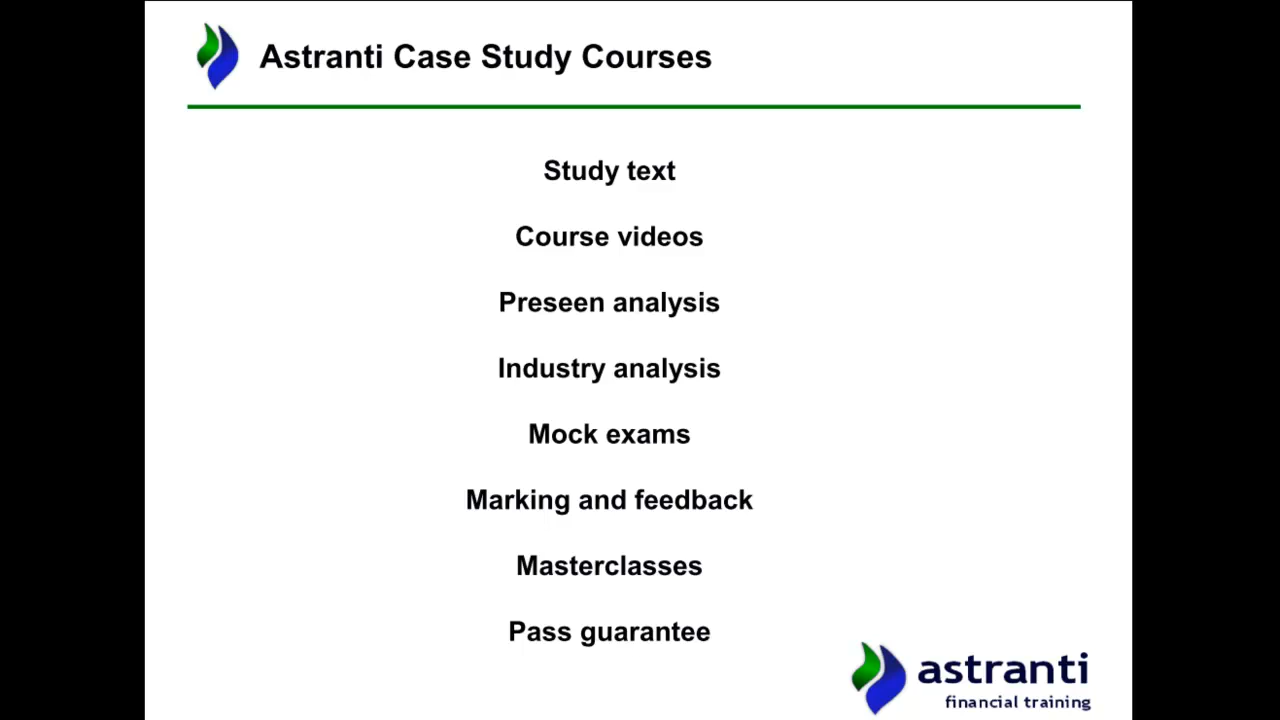 Astranti Case Study Courses
Study text
Course videos
Preseen analysis
Industry analysis
Mock exams
Marking and feedback
Masterclasses
Pass guarantee
astranti
financial training